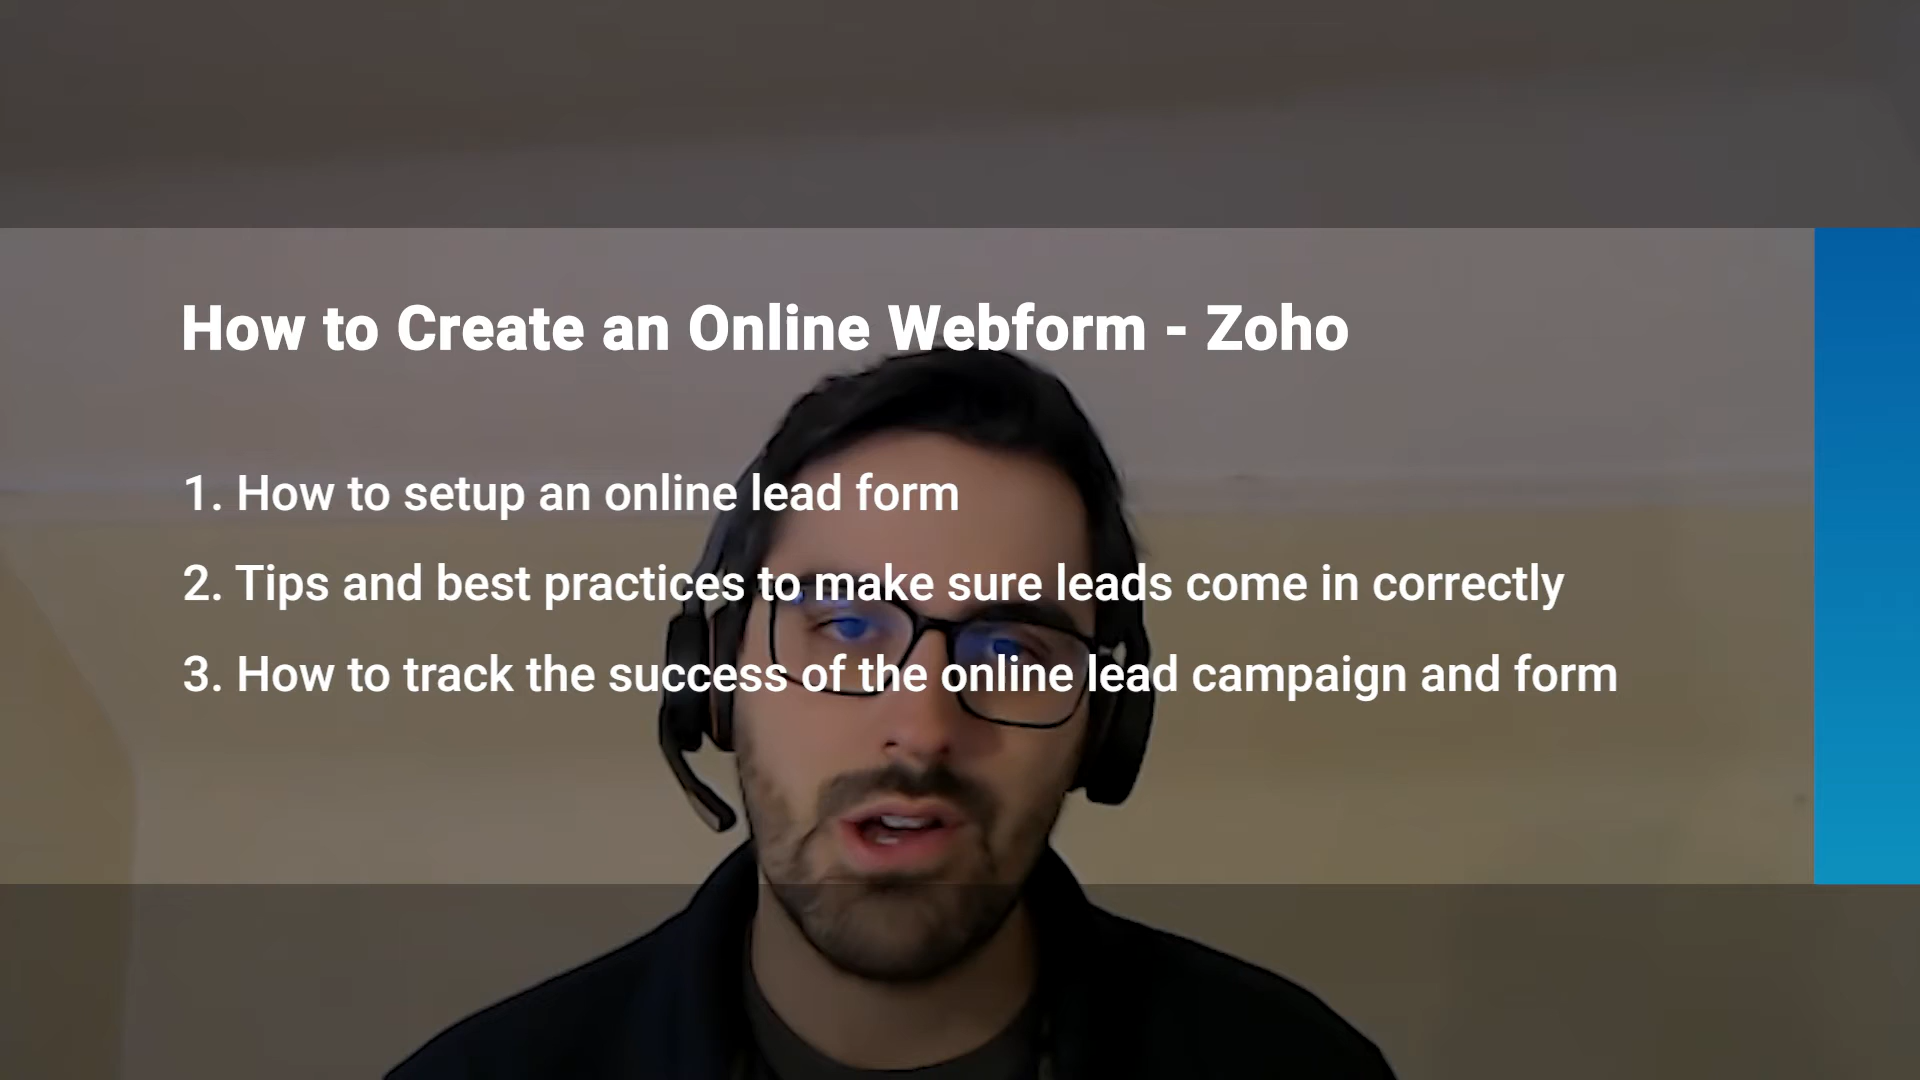 How to Create an Online Webform - Zoho
1. How to setup an online lead form
2. Tips and best practices to make sure leads come in correctly
3. How to track the success of the online lead campaign and form